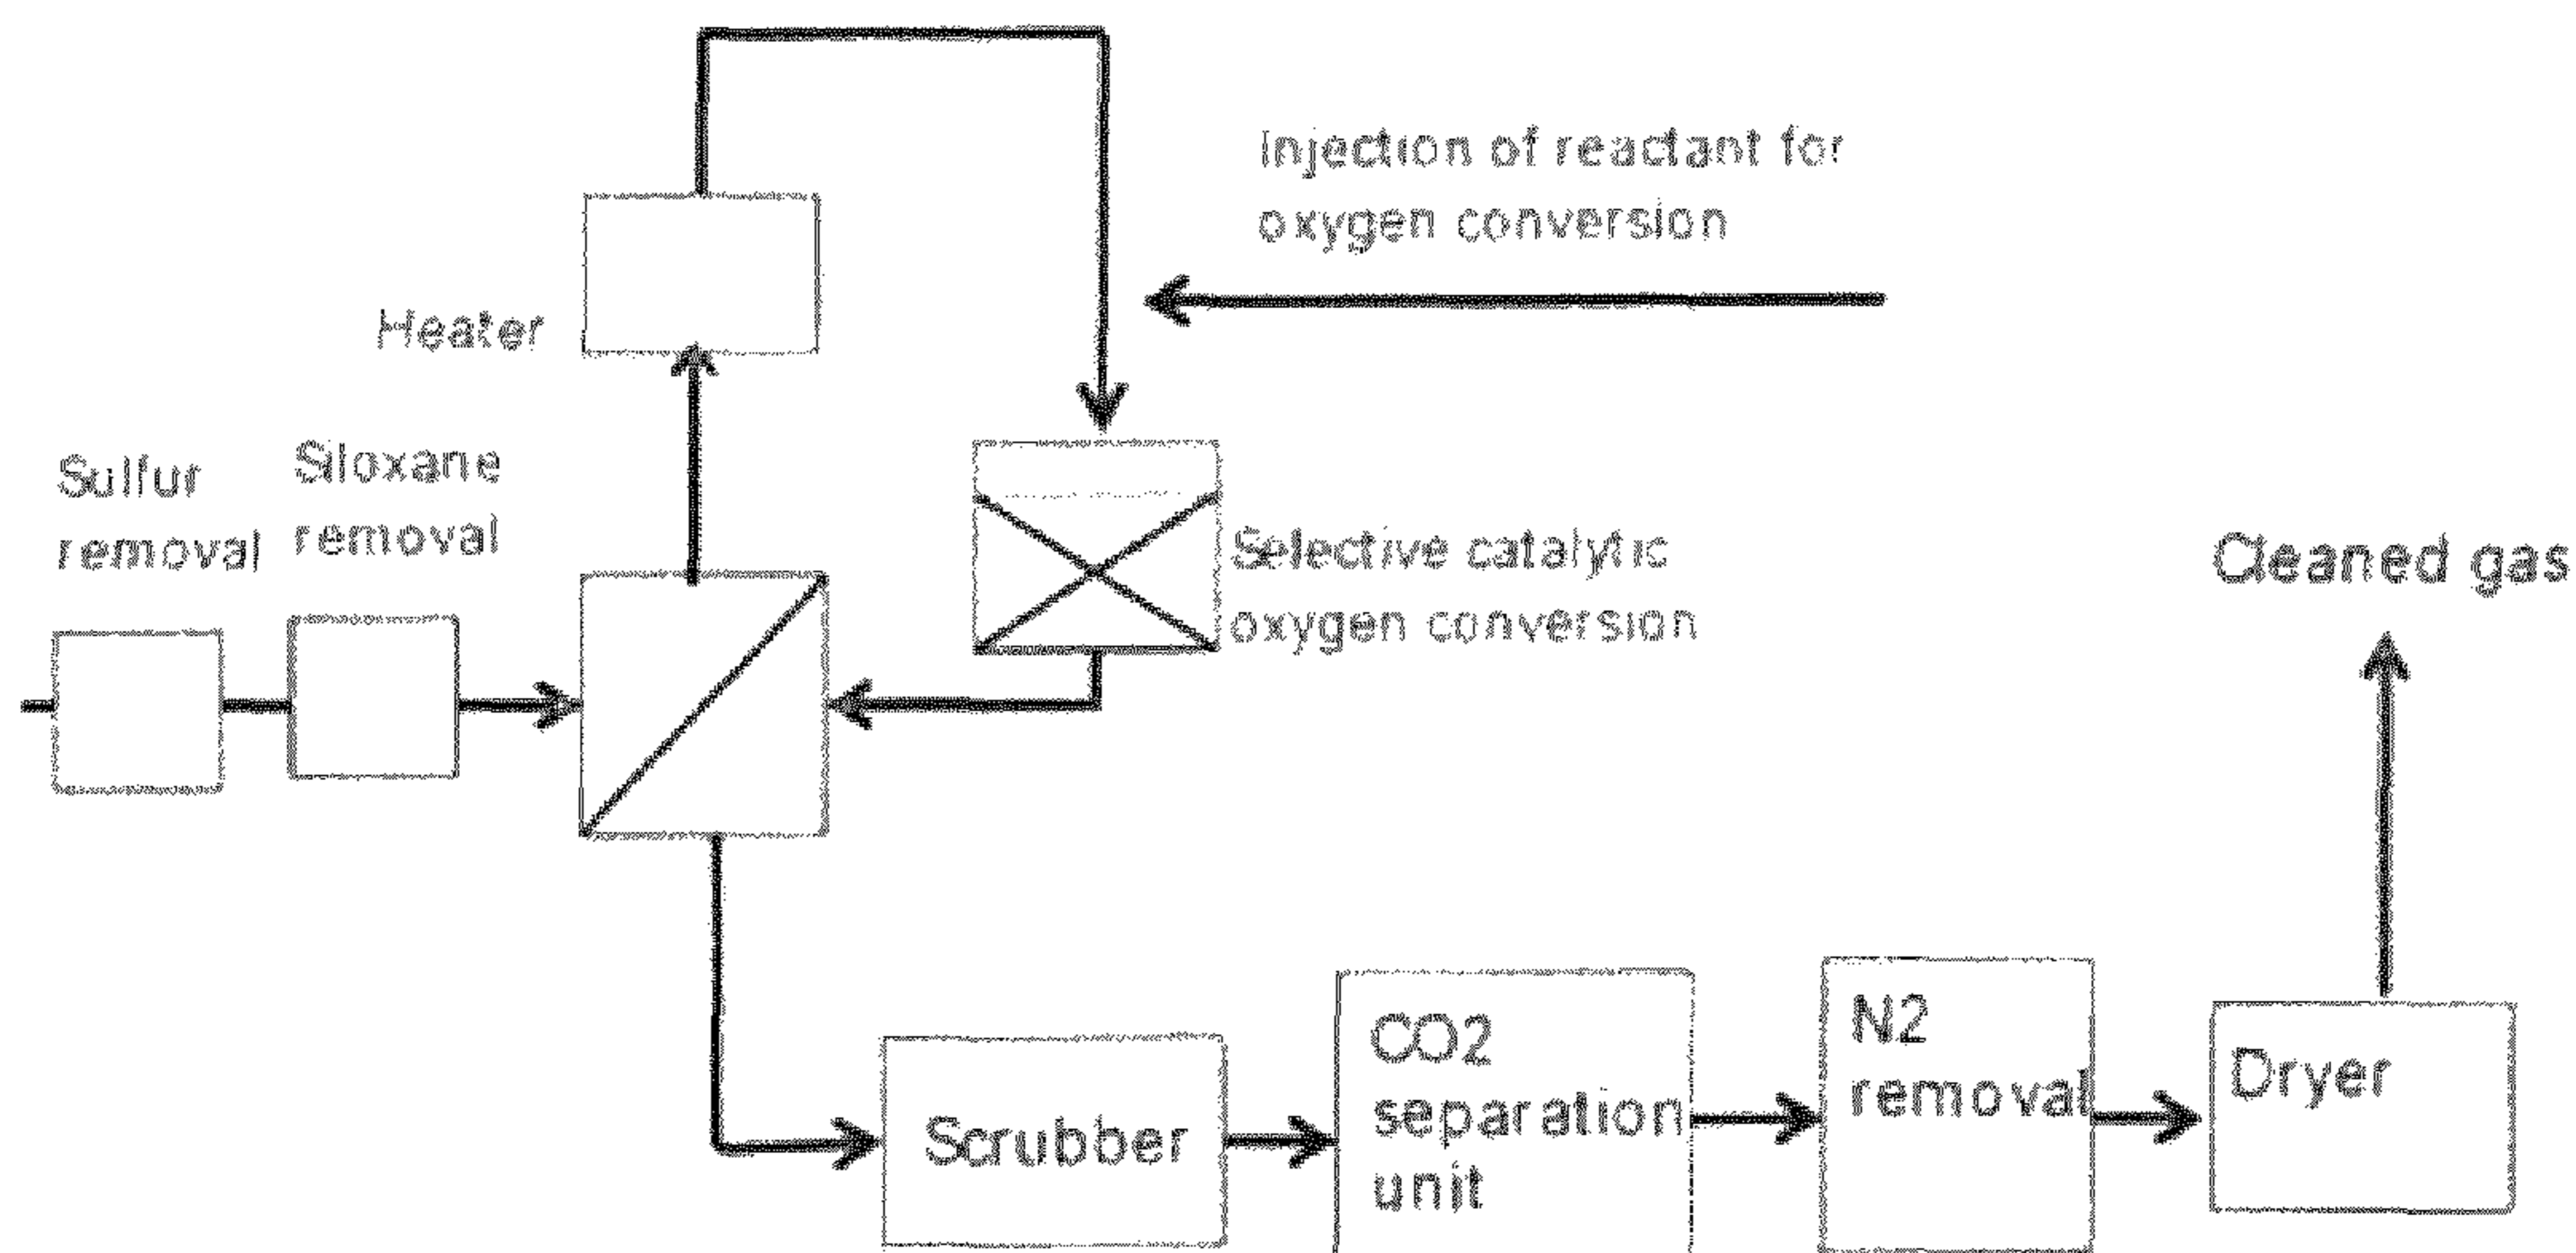 Injection of reactant for
oxygen conversion
Heater
Sulfur
removal
Siloxane
removal
Selective catalytic
oxygen conversion
Cleaned gas
Scrubber
CO2
separation
unit
N2
removal
Dryer